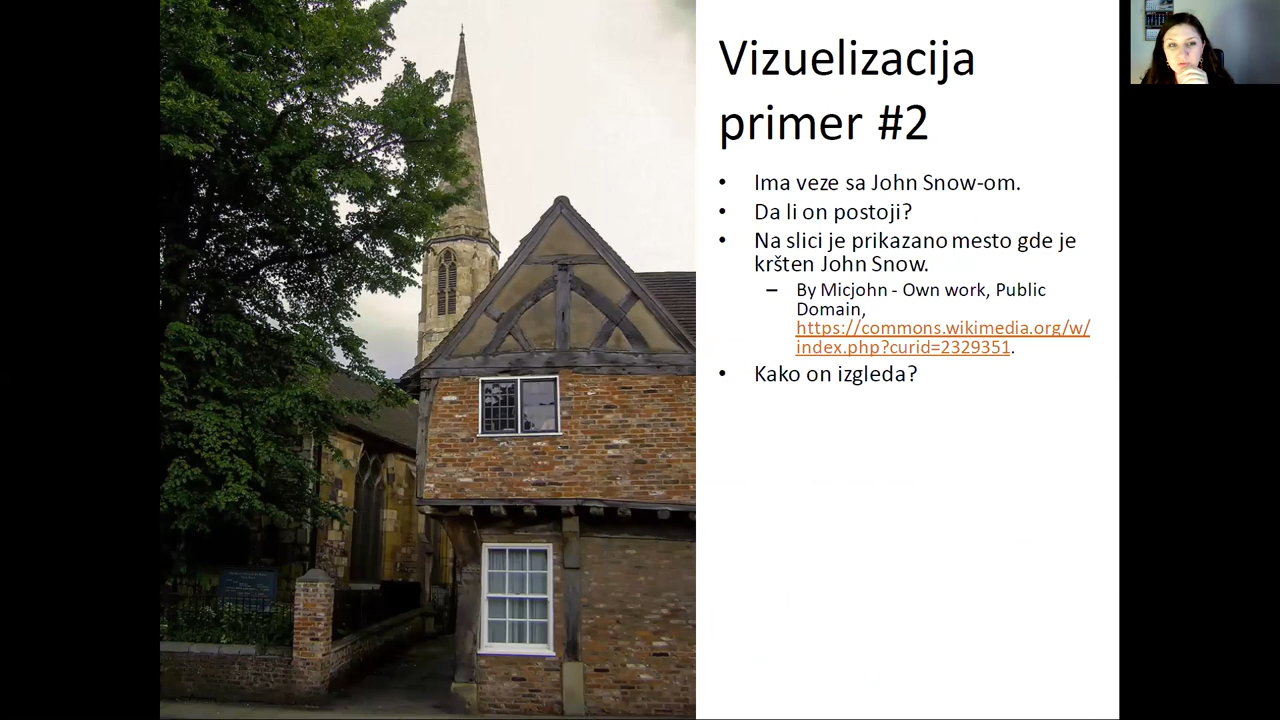 Vizuelizacija
primer #2
• Ima veze sa John Snow-om.
• Da li on postoji?
• Na slici je prikazano mesto gde je
kršten John Snow.
– By Micjohn - Own work, Public
Domain,
https://commons.wikimedia.org/w/
index.php?curid=2329351.
• Kako on izgleda?